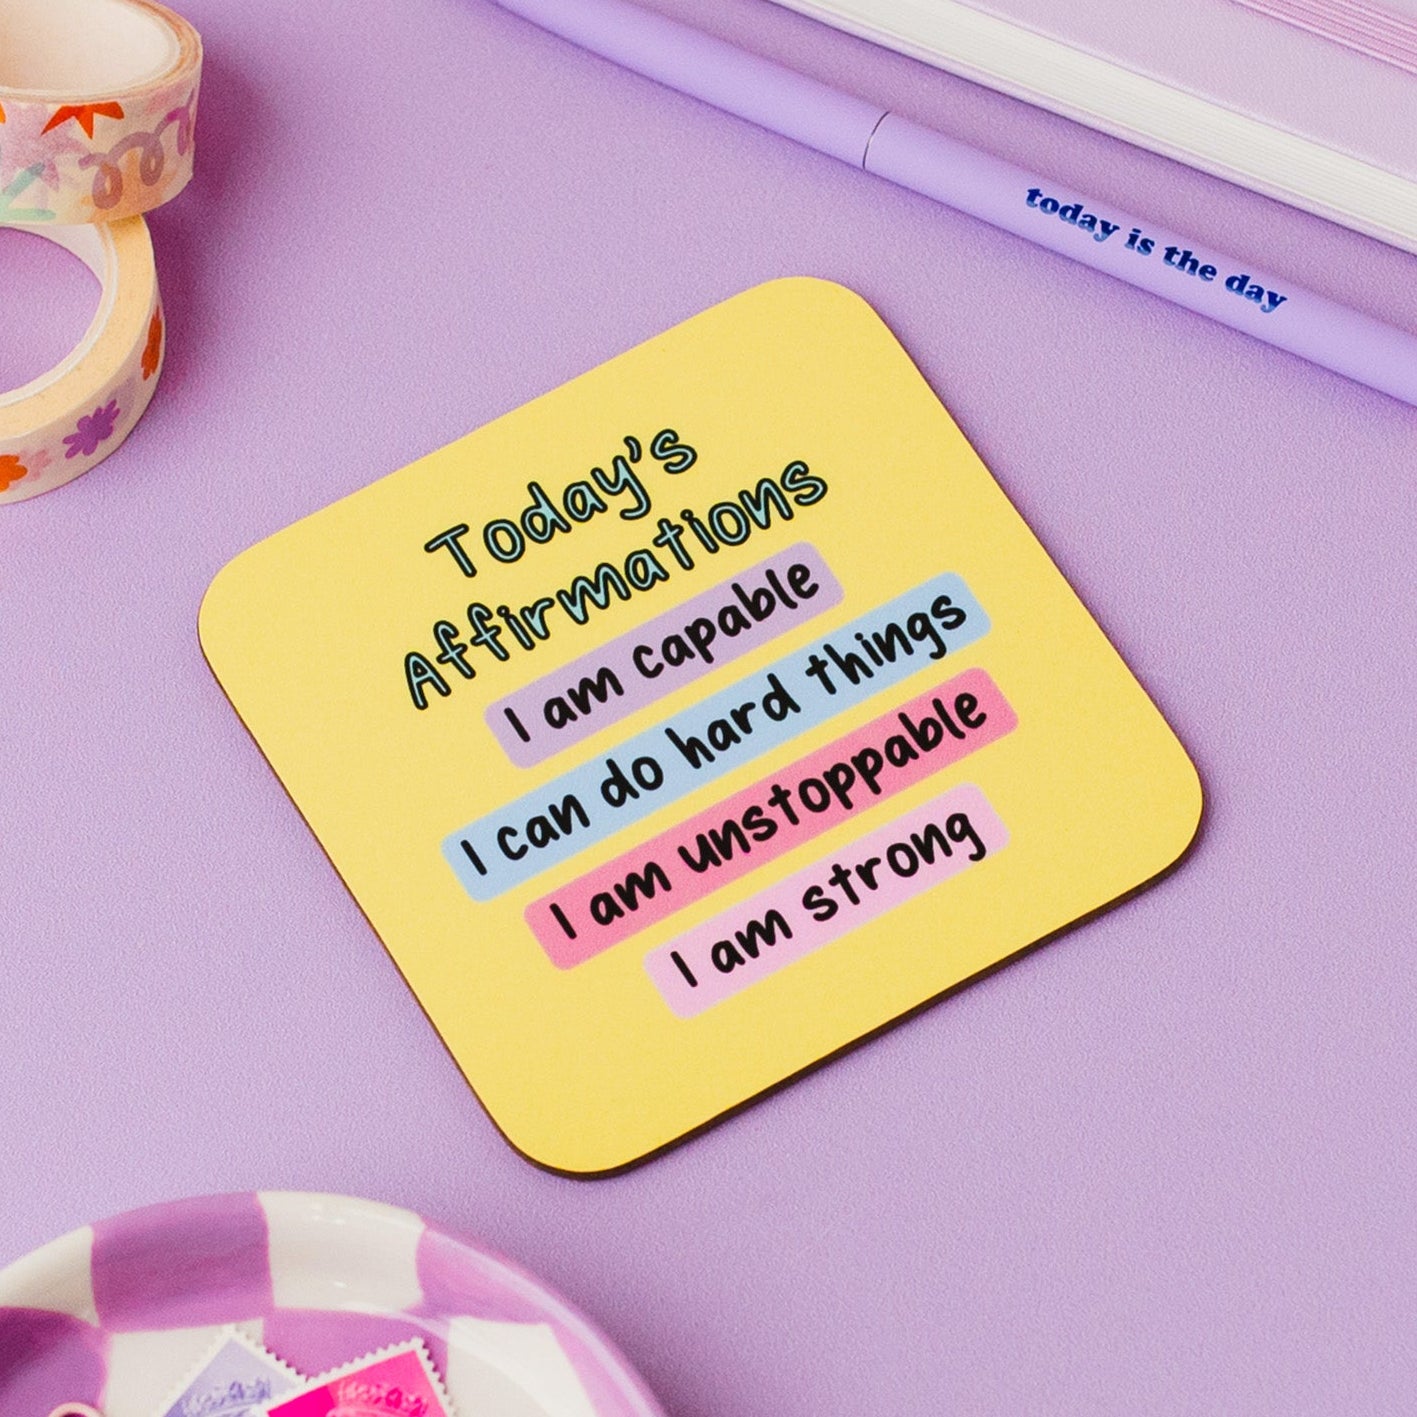 today is the day
Today's
Affirmations
I am capable
I can do hard things
I am unstoppable
I am strong